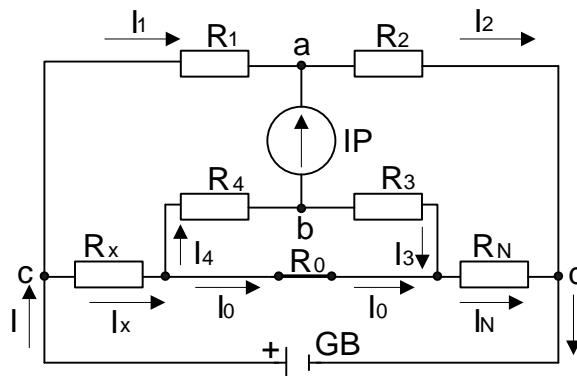 I1 R1 a R2 I2
IP
R4 R3
b
Rx I4 R0 I3 RN
c d
I Ix I0 I0 IN
+ GB